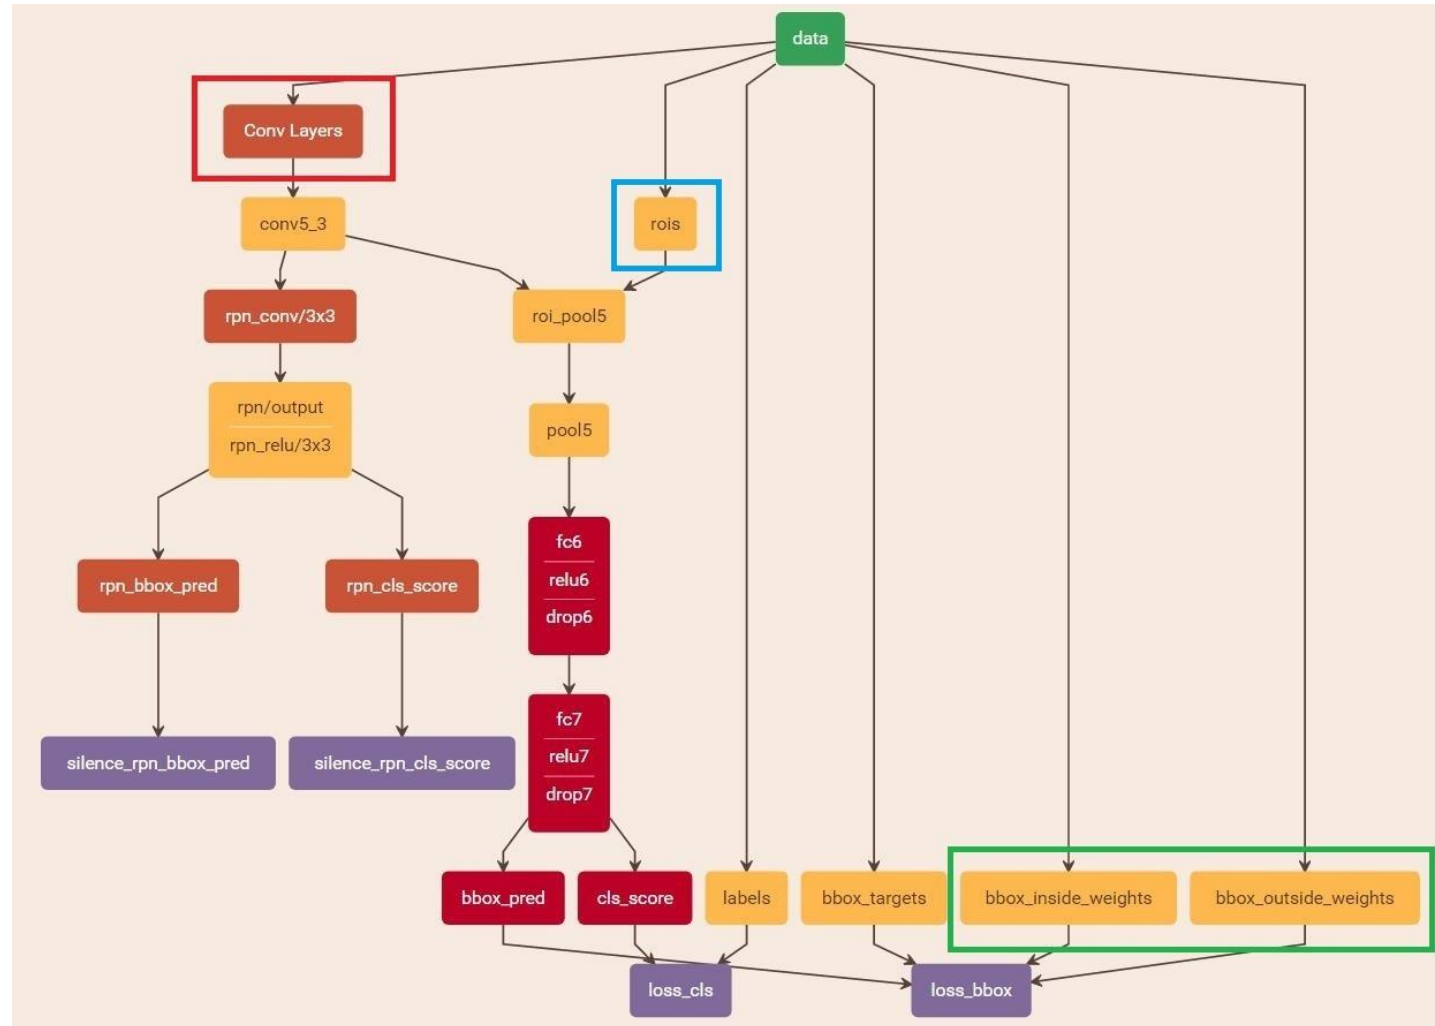 data
Conv Layers
conv5_3
rois
rpn_conv/3x3
roi_pool5
rpn/output
rpn_relu/3x3
pool5
fc6
relu6
drop6
rpn_bbox_pred
rpn_cls_score
fc7
relu7
drop7
silence_rpn_bbox_pred
silence_rpn_cls_score
bbox_pred
cls_score
labels
bbox_targets
bbox_inside_weights
bbox_outside_weights
loss_cls
loss_bbox